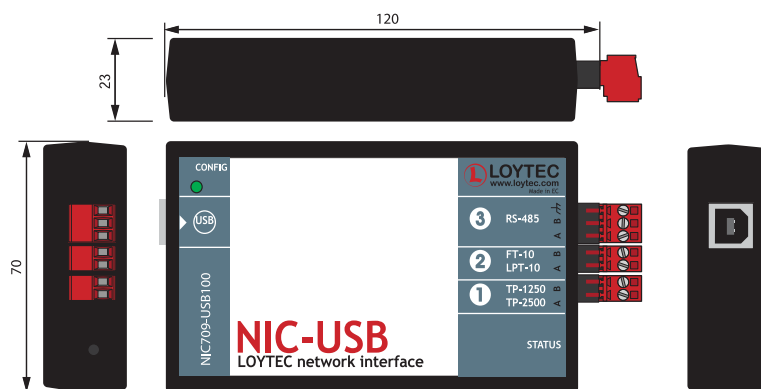 120
23
70
CONFIG
USB
NIC709-USB100
NIC-USB
LOYTEC network interface
L LOYTEC
www.loytec.com
Made in EC
3 RS-485
B
A
2 FT-10 B
LPT-10 A
1 TP-1250 B
TP-2500 A
STATUS